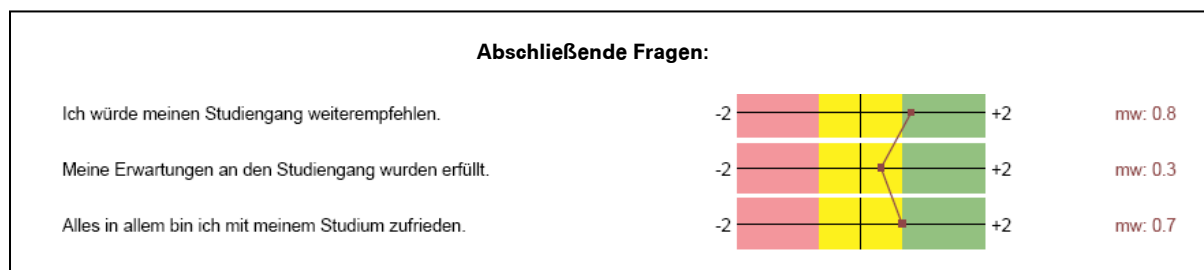 Abschließende Fragen:
Ich würde meinen Studiengang weiterempfehlen. -2 +2 mw: 0.8
Meine Erwartungen an den Studiengang wurden erfüllt. -2 +2 mw: 0.3
Alles in allem bin ich mit meinem Studium zufrieden. -2 +2 mw: 0.7